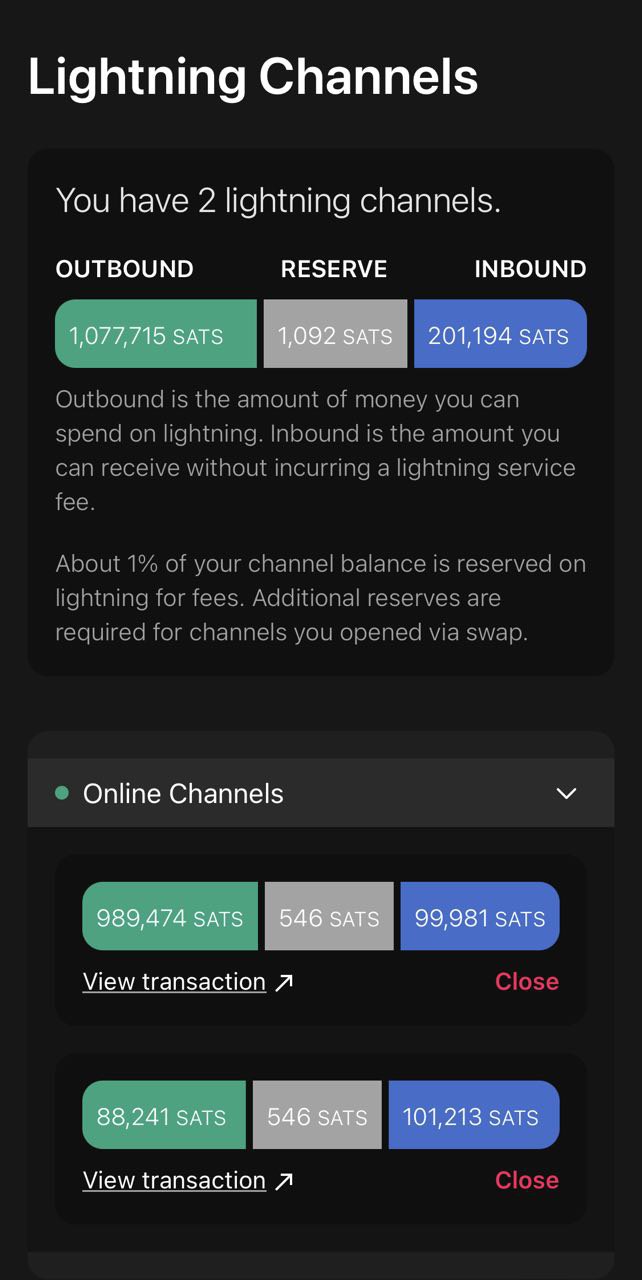 Lightning Channels
You have 2 lightning channels.
OUTBOUND RESERVE INBOUND
1,077,715 SATS 1,092 SATS 201,194 SATS
Outbound is the amount of money you can
spend on lightning. Inbound is the amount you
can receive without incurring a lightning service
fee.
About 1% of your channel balance is reserved on
lightning for fees. Additional reserves are
required for channels you opened via swap.
Online Channels
989,474 SATS 546 SATS 99,981 SATS
View transaction Close
88,241 SATS 546 SATS 101,213 SATS
View transaction Close